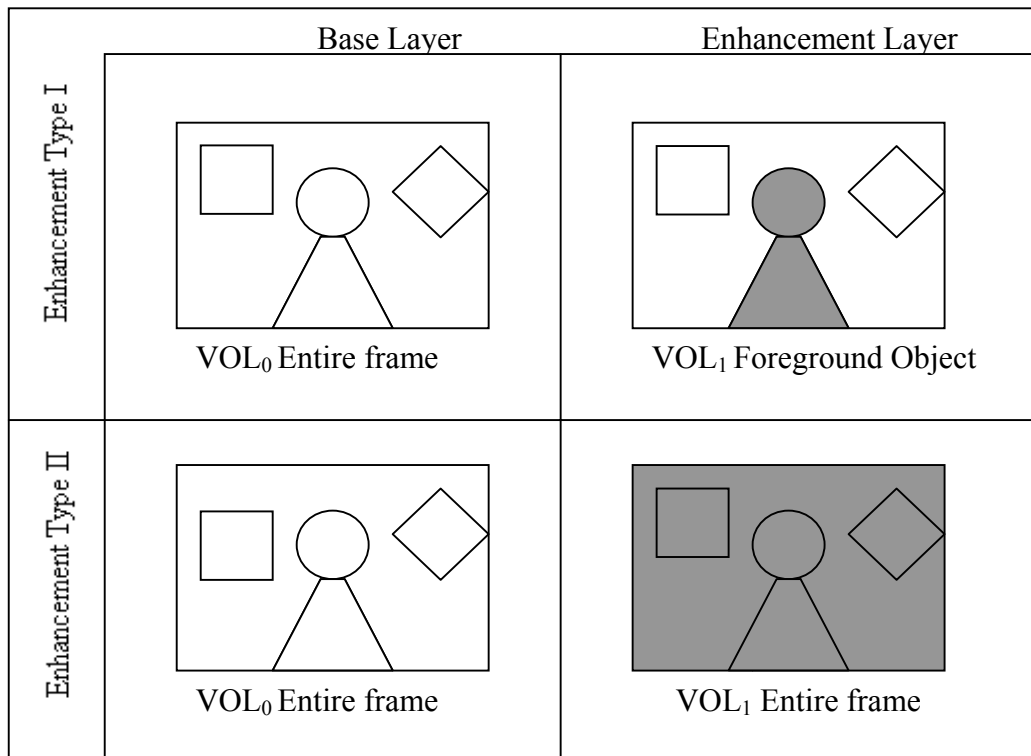 Base Layer
Enhancement Layer
Enhancement Type I
VOL₀ Entire frame
VOL₁ Foreground Object
Enhancement Type II
VOL₀ Entire frame
VOL₁ Entire frame